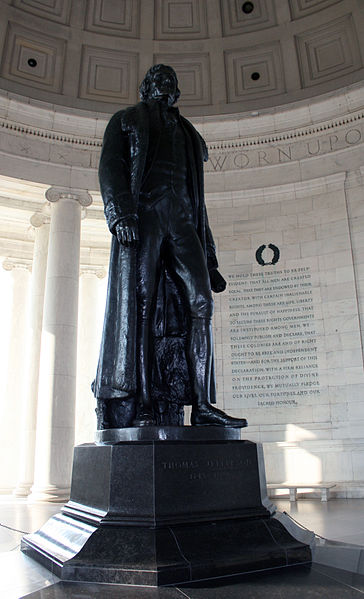 WORN UPO
WE HOLD THESE TRUTHS TO BE SELF-
EVIDENT: THAT ALL MEN ARE CREATED
EQUAL, THAT THEY ARE ENDOWED BY THEIR
CREATOR WITH CERTAIN INALIENABLE
RIGHTS, AMONG THESE ARE LIFE, LIBERTY
AND THE PURSUIT OF HAPPINESS, THAT
TO SECURE THESE RIGHTS GOVERNMENTS
ARE INSTITUTED AMONG MEN. WE
SOLEMNLY PUBLISH AND DECLARE, THAT
THESE COLONIES ARE AND OF RIGHT
OUGHT TO BE FREE AND INDEPENDENT
STATES···AND FOR THE SUPPORT OF THIS
DECLARATION, WITH A FIRM RELIANCE
ON THE PROTECTION OF DIVINE
PROVIDENCE, WE MUTUALLY PLEDGE
OUR LIVES, OUR FORTUNES AND OUR
SACRED HONOUR.
THOMAS JEFFERSON